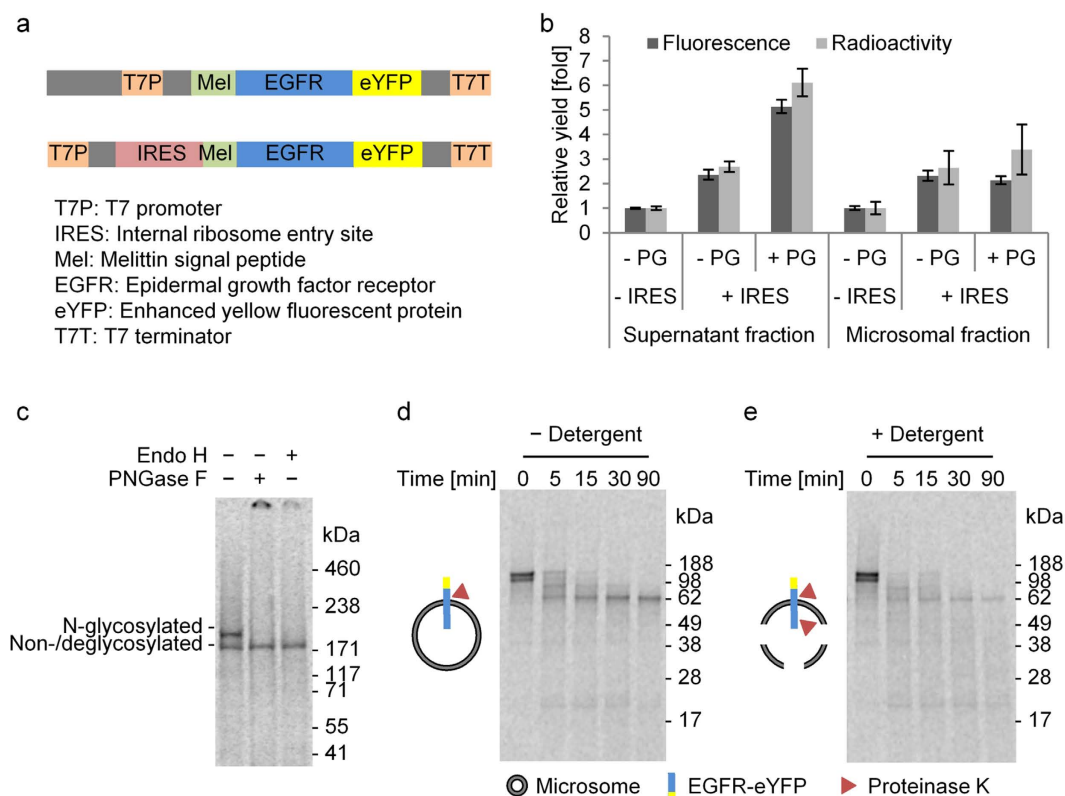 a
T7P Mel EGFR eYFP T7T
T7P IRES Mel EGFR eYFP T7T
T7P: T7 promoter
IRES: Internal ribosome entry site
Mel: Melittin signal peptide
EGFR: Epidermal growth factor receptor
eYFP: Enhanced yellow fluorescent protein
T7T: T7 terminator
b
Fluorescence Radioactivity
Relative yield [fold]
8
7
6
5
4
3
2
1
0
- PG - PG + PG - PG - PG + PG
- IRES + IRES - IRES + IRES
Supernatant fraction Microsomal fraction
c
Endo H – – +
PNGase F – + –
kDa
- 460
- 238
N-glycosylated -
Non-/deglycosylated -
- 171
- 117
- 71
- 55
- 41
d
– Detergent
Time [min] 0 5 15 30 90
kDa
- 188
- 98
- 62
- 49
- 38
- 28
- 17
e
+ Detergent
Time [min] 0 5 15 30 90
kDa
- 188
- 98
- 62
- 49
- 38
- 28
- 17
Microsome EGFR-eYFP Proteinase K